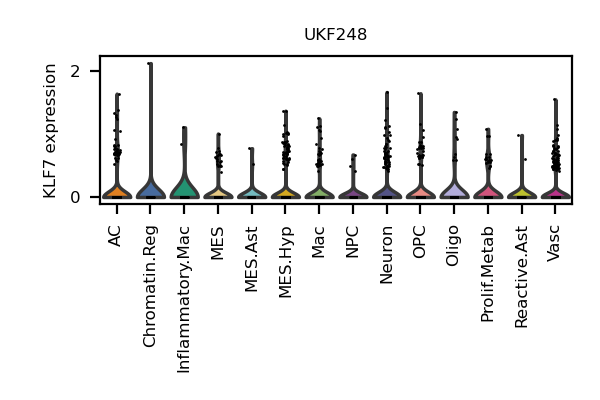 UKF248
KLF7 expression
2
0
AC
Chromatin.Reg
Inflammatory.Mac
MES
MES.Ast
MES.Hyp
Mac
NPC
Neuron
OPC
Oligo
Prolif.Metab
Reactive.Ast
Vasc